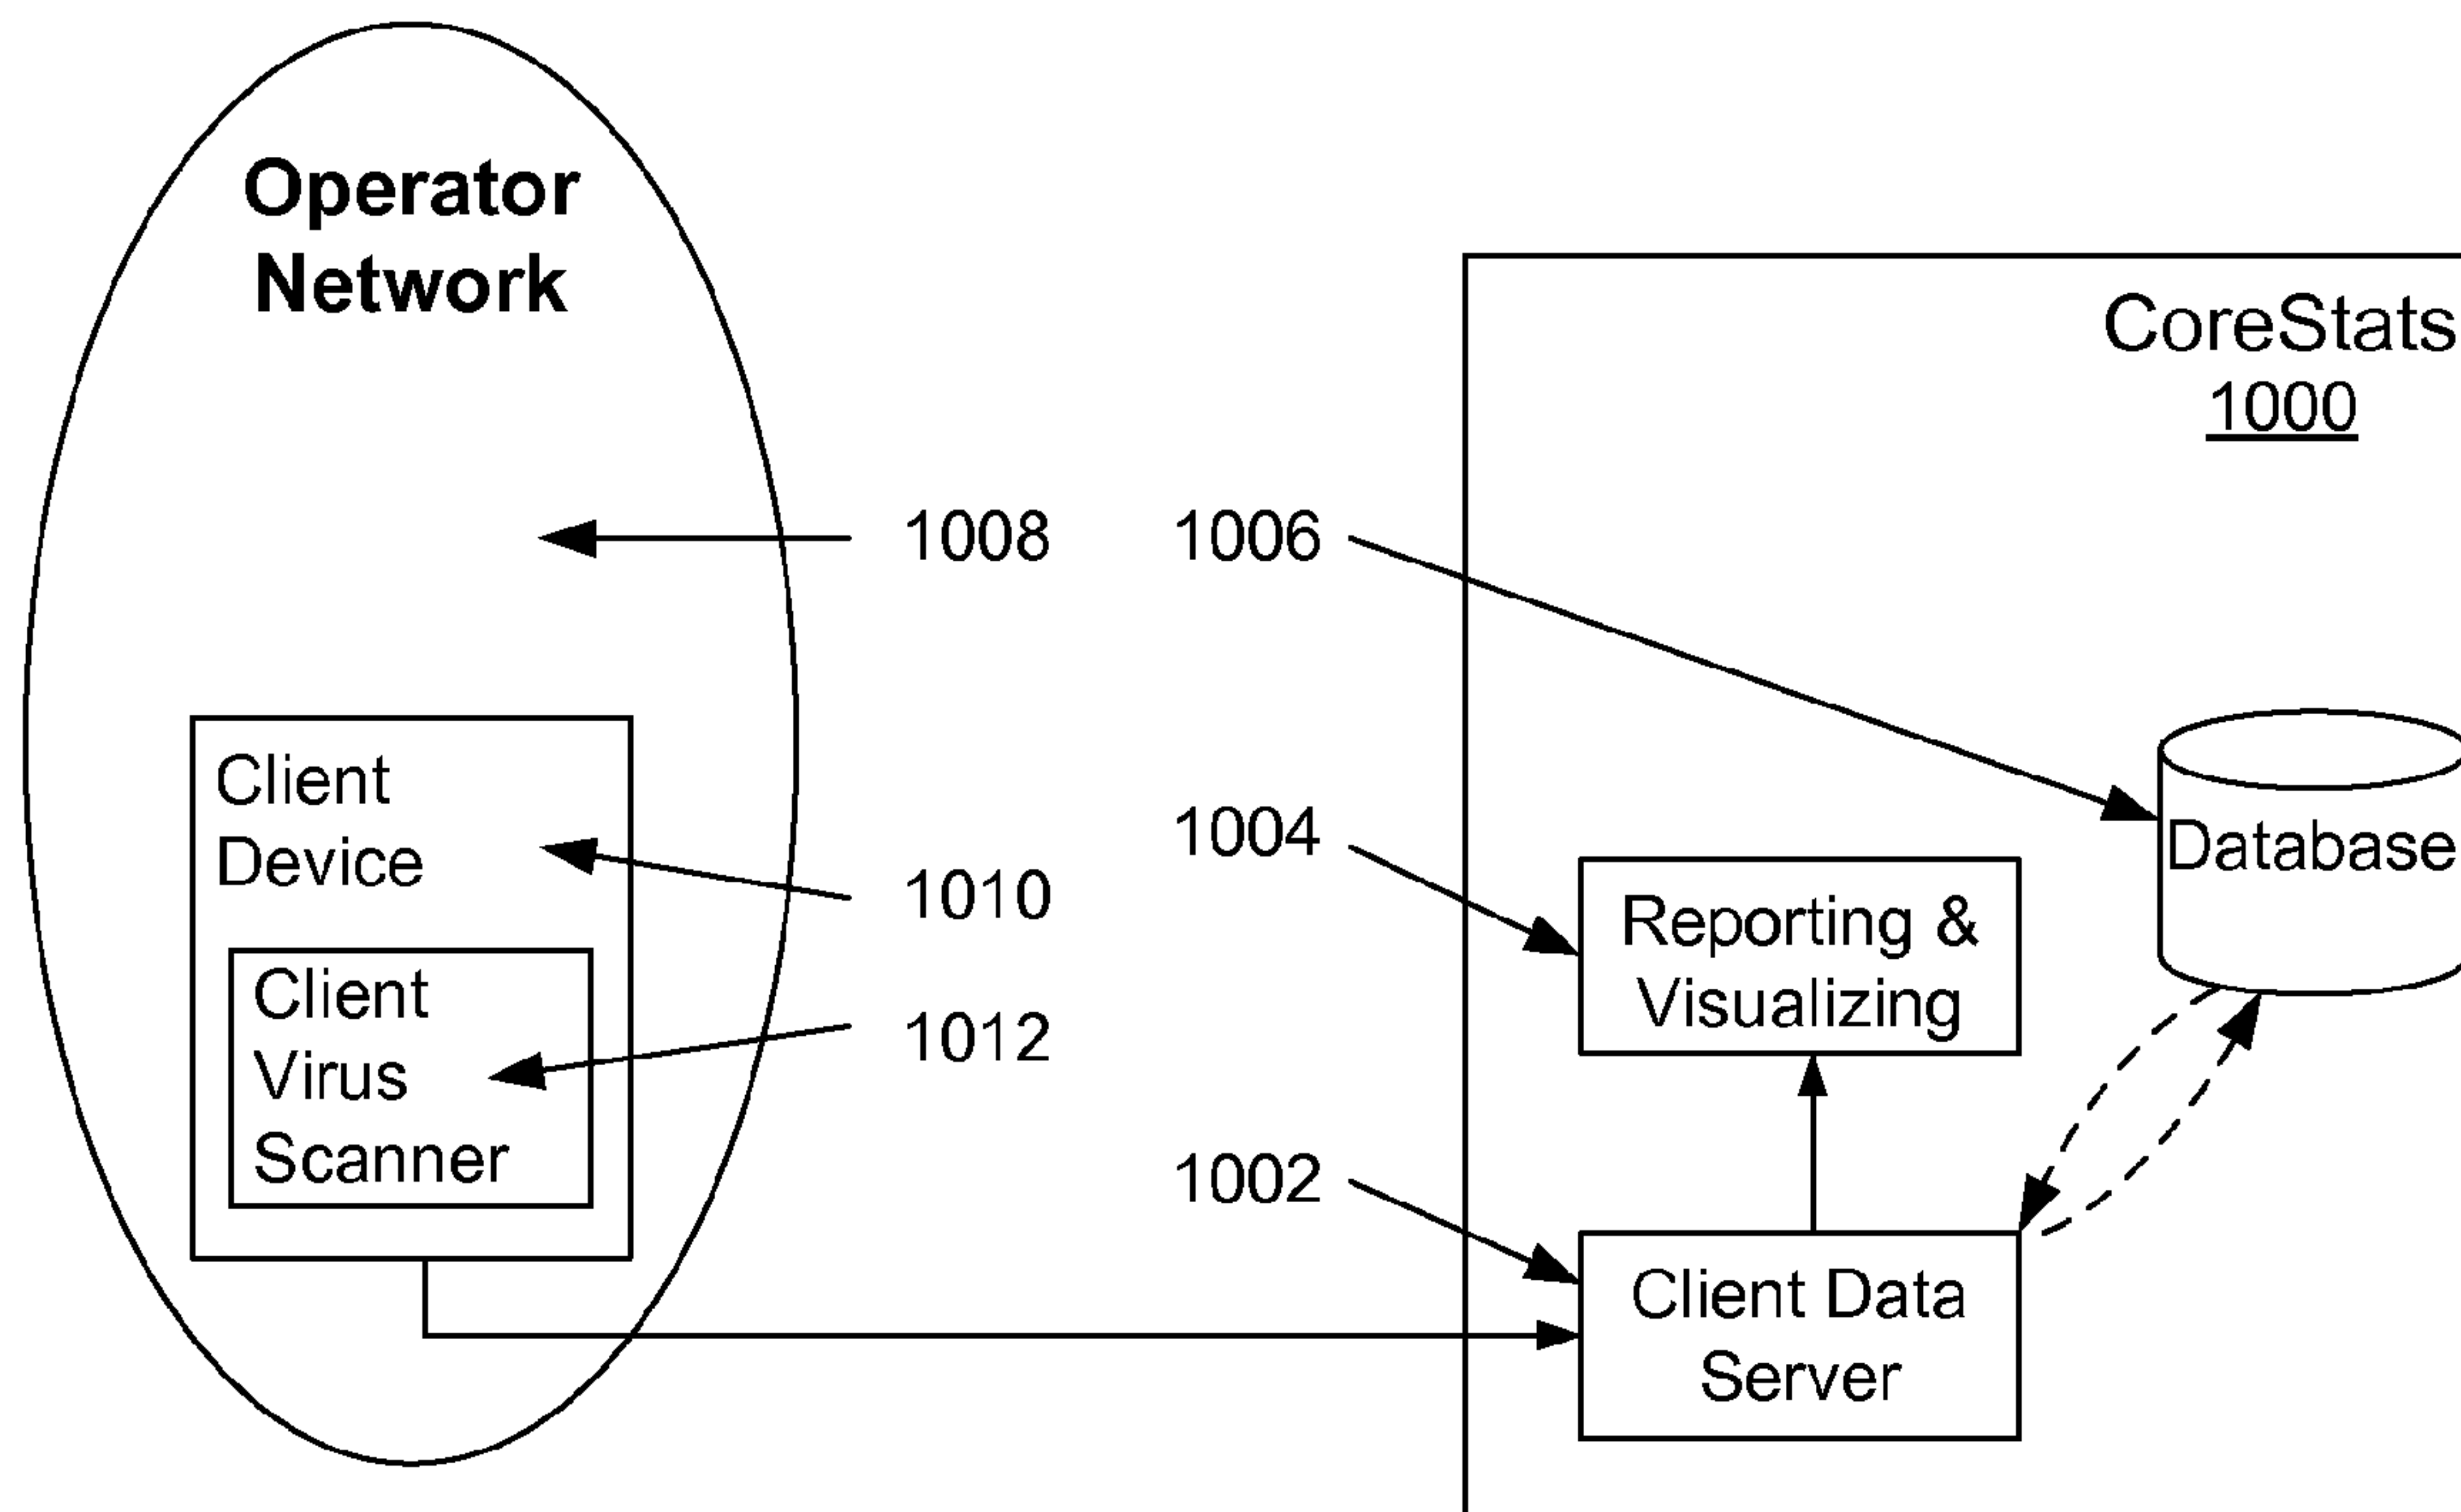 Operator
Network
CoreStats
1000
1008
1006
Client
Device
1004
Database
1010
Reporting &
Visualizing
Client
Virus
Scanner
1012
1002
Client Data
Server